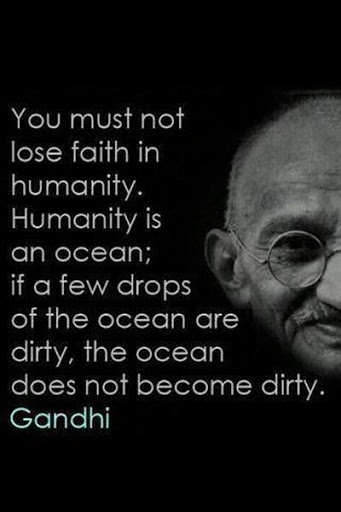 You must not
lose faith in
humanity.
Humanity is
an ocean;
if a few drops
of the ocean are
dirty, the ocean
does not become dirty.
Gandhi